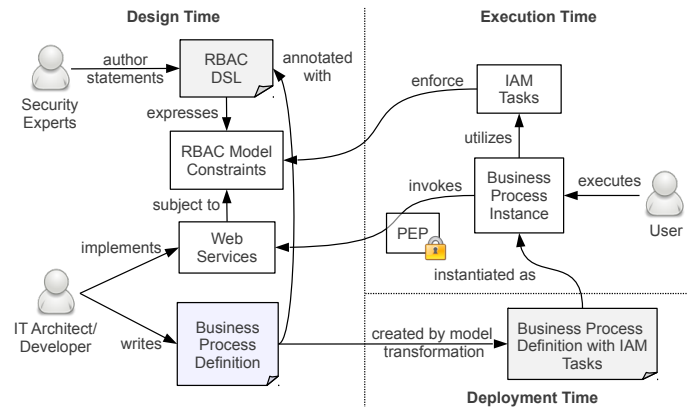 Design Time
Execution Time
author
statements
RBAC
DSL
annotated
with
Security
Experts
expresses
enforce
IAM
Tasks
RBAC Model
Constraints
utilizes
subject to
invokes
Business
Process
Instance
executes
User
implements
Web
Services
PEP
instantiated as
IT Architect/
Developer
writes
Business
Process
Definition
created by model
transformation
Business Process
Definition with IAM
Tasks
Deployment Time